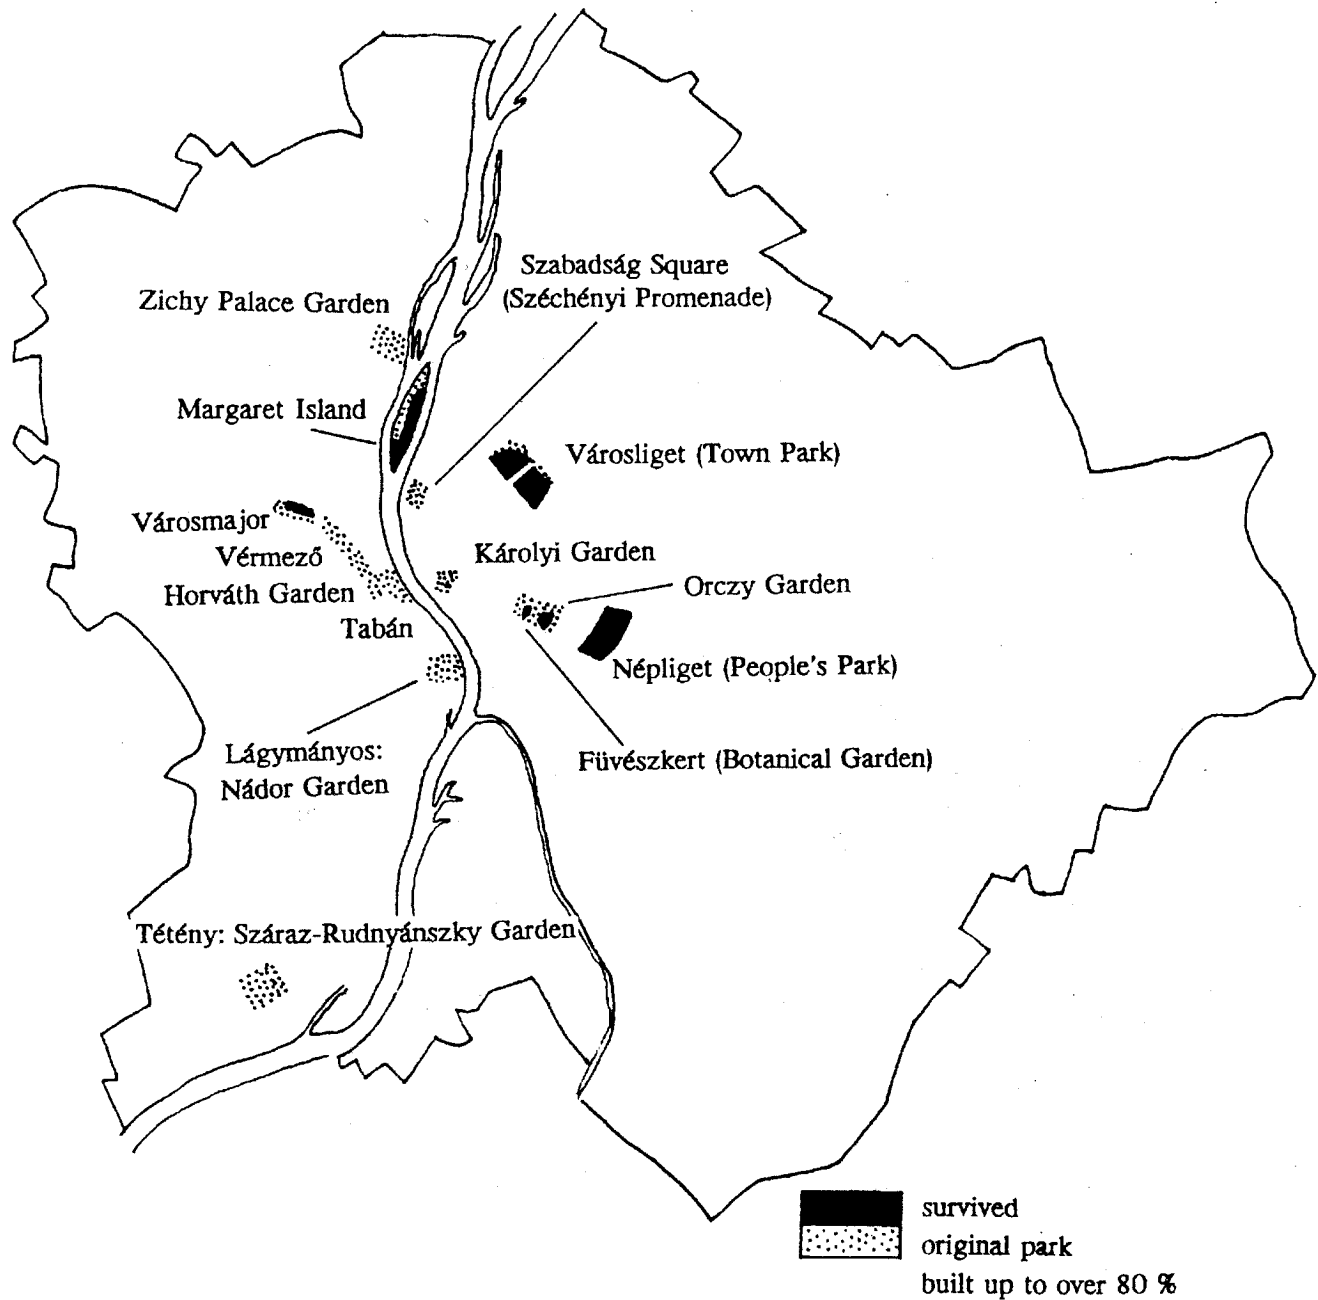 Szabadság Square
(Széchényi Promenade)
Zichy Palace Garden
Margaret Island
Városliget (Town Park)
Városmajor
Vérmező
Horváth Garden
Tabán
Károlyi Garden
Orczy Garden
Népliget (People's Park)
Lágymányos:
Nádor Garden
Füvészkert (Botanical Garden)
Tétény: Száraz-Rudnyánszky Garden
survived
original park
built up to over 80 %